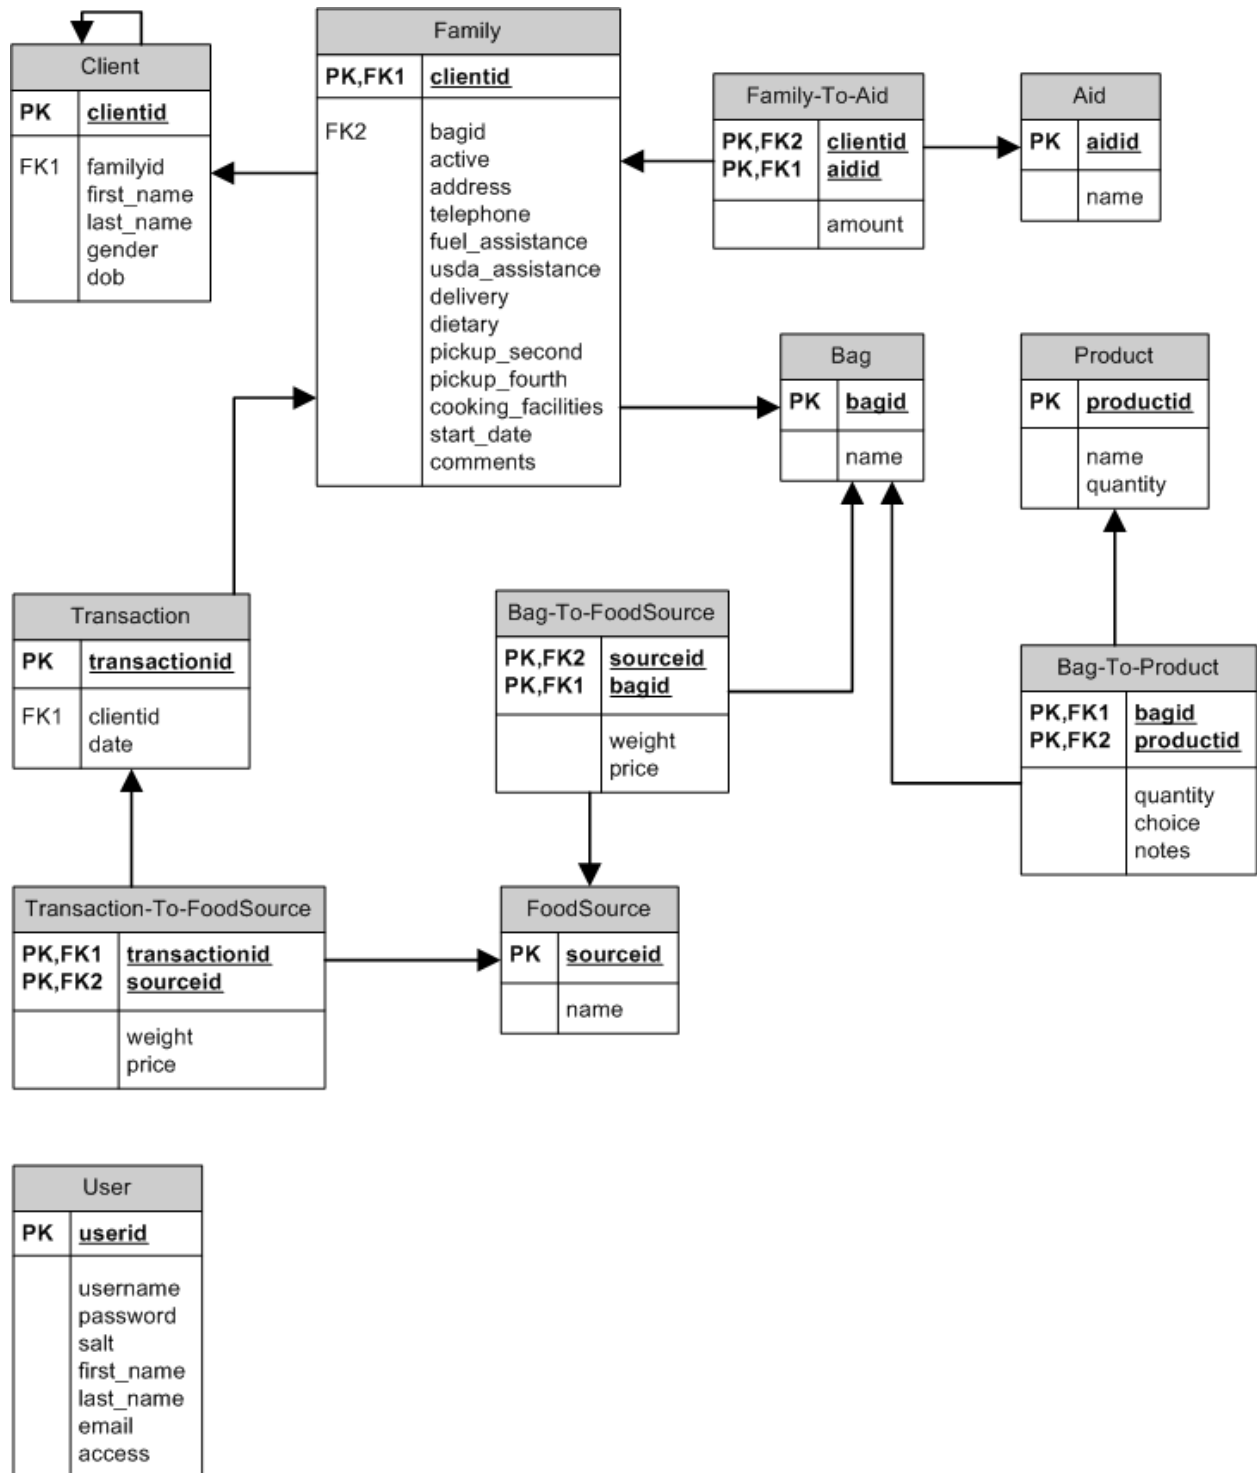 Client
PK clientid
FK1 familyid
first_name
last_name
gender
dob
Family
PK,FK1 clientid
FK2 bagid
active
address
telephone
fuel_assistance
usda_assistance
delivery
dietary
pickup_second
pickup_fourth
cooking_facilities
start_date
comments
Family-To-Aid
PK,FK2 clientid
PK,FK1 aidid
amount
Aid
PK aidid
name
Bag
PK bagid
name
Product
PK productid
name
quantity
Transaction
PK transactionid
FK1 clientid
date
Bag-To-FoodSource
PK,FK2 sourceid
PK,FK1 bagid
weight
price
Bag-To-Product
PK,FK1 bagid
PK,FK2 productid
quantity
choice
notes
Transaction-To-FoodSource
PK,FK1 transactionid
PK,FK2 sourceid
weight
price
FoodSource
PK sourceid
name
User
PK userid
username
password
salt
first_name
last_name
email
access